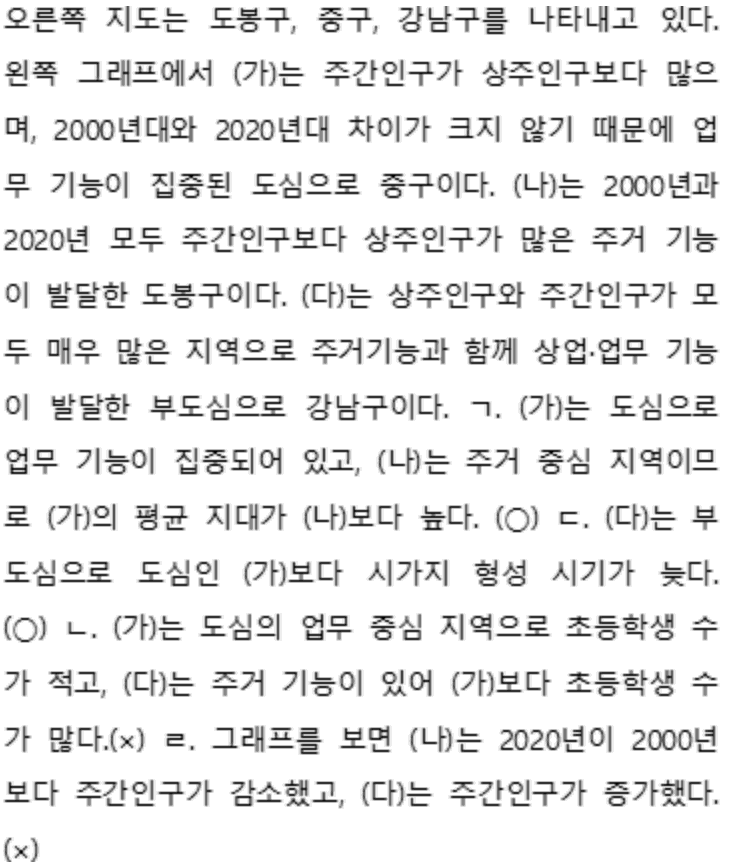 오른쪽 지도는 도봉구, 중구, 강남구를 나타내고 있다.
왼쪽 그래프에서 (가)는 주간인구가 상주인구보다 많으
며, 2000년대와 2020년대 차이가 크지 않기 때문에 업
무 기능이 집중된 도심으로 중구이다. (나)는 2000년과
2020년 모두 주간인구보다 상주인구가 많은 주거 기능
이 발달한 도봉구이다. (다)는 상주인구와 주간인구가 모
두 매우 많은 지역으로 주거기능과 함께 상업·업무 기능
이 발달한 부도심으로 강남구이다. ㄱ. (가)는 도심으로
업무 기능이 집중되어 있고, (나)는 주거 중심 지역이므
로 (가)의 평균 지대가 (나)보다 높다. (○) ㄷ. (다)는 부
도심으로 도심인 (가)보다 시가지 형성 시기가 늦다.
(○) ㄴ. (가)는 도심의 업무 중심 지역으로 초등학생 수
가 적고, (다)는 주거 기능이 있어 (가)보다 초등학생 수
가 많다.(×) ㄹ. 그래프를 보면 (나)는 2020년이 2000년
보다 주간인구가 감소했고, (다)는 주간인구가 증가했다.
(×)